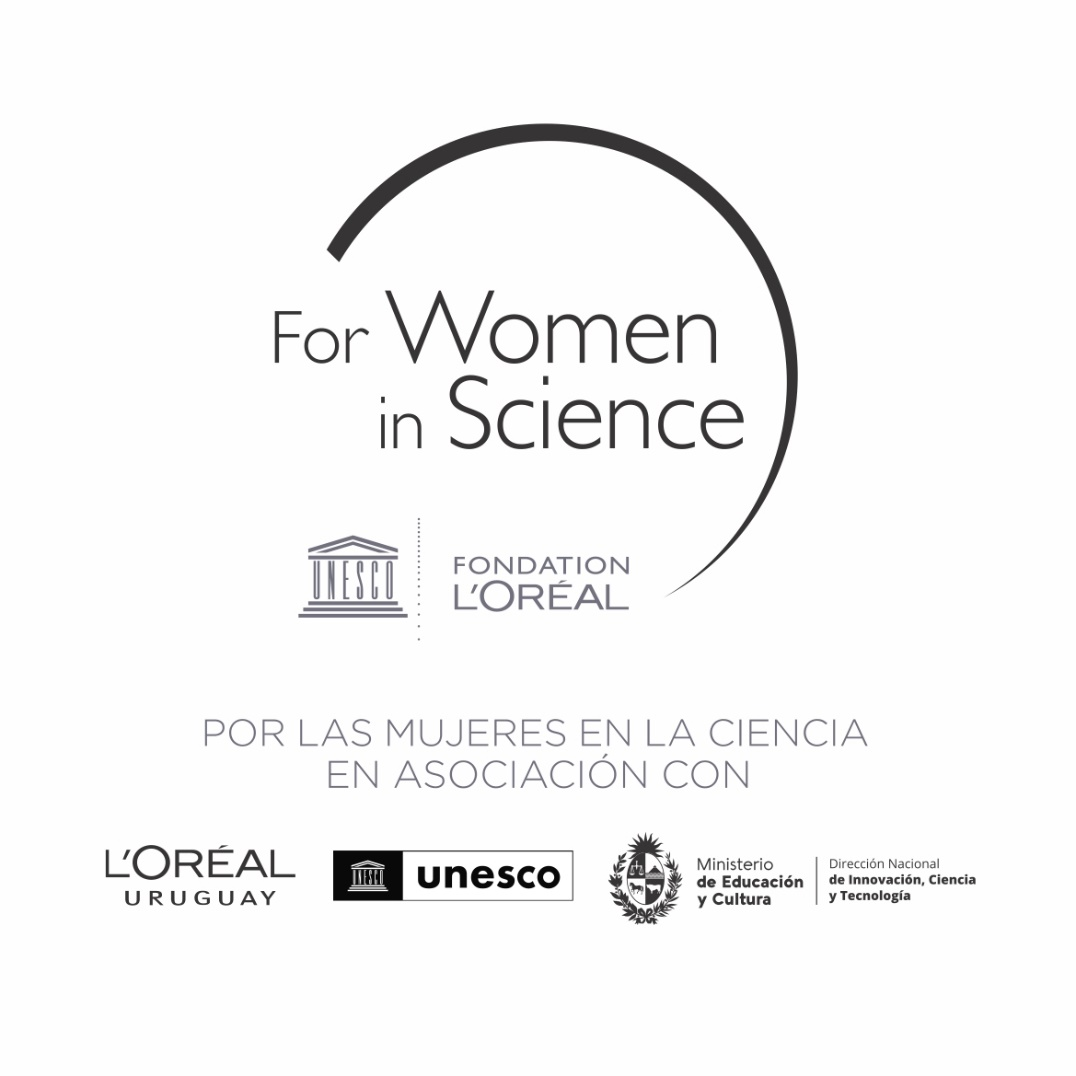 For Women
in Science
UNESCO
FONDATION
L'ORÉAL
POR LAS MUJERES EN LA CIENCIA
EN ASOCIACIÓN CON
L'ORÉAL
URUGUAY
UNESCO
unesco
Ministerio
de Educación
y Cultura
Dirección Nacional
de Innovación, Ciencia
y Tecnología